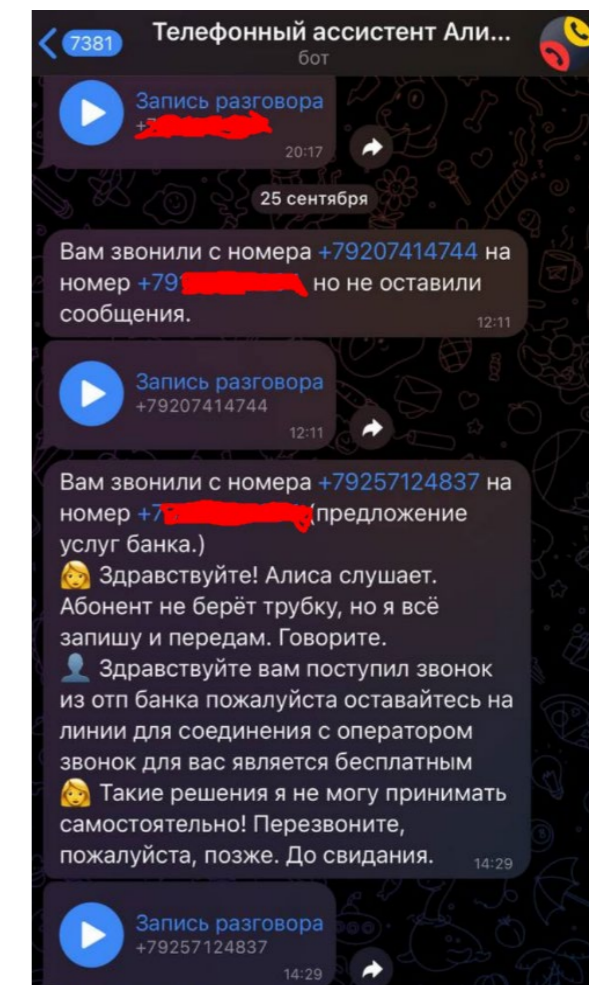 7381
Телефонный ассистент Али...
бот
Запись разговора
20:17
25 сентября
Вам звонили с номера +79207414744 на
номер +79 но не оставили
сообщения.
12:11
Запись разговора
+79207414744
12:11
Вам звонили с номера +79257124837 на
номер +7 (предложение
услуг банка.)
Здравствуйте! Алиса слушает.
Абонент не берёт трубку, но я всё
запишу и передам. Говорите.
Здравствуйте вам поступил звонок
из отп банка пожалуйста оставайтесь на
линии для соединения с оператором
звонок для вас является бесплатным
Такие решения я не могу принимать
самостоятельно! Перезвоните,
пожалуйста, позже. До свидания.
14:29
Запись разговора
+79257124837
14:29